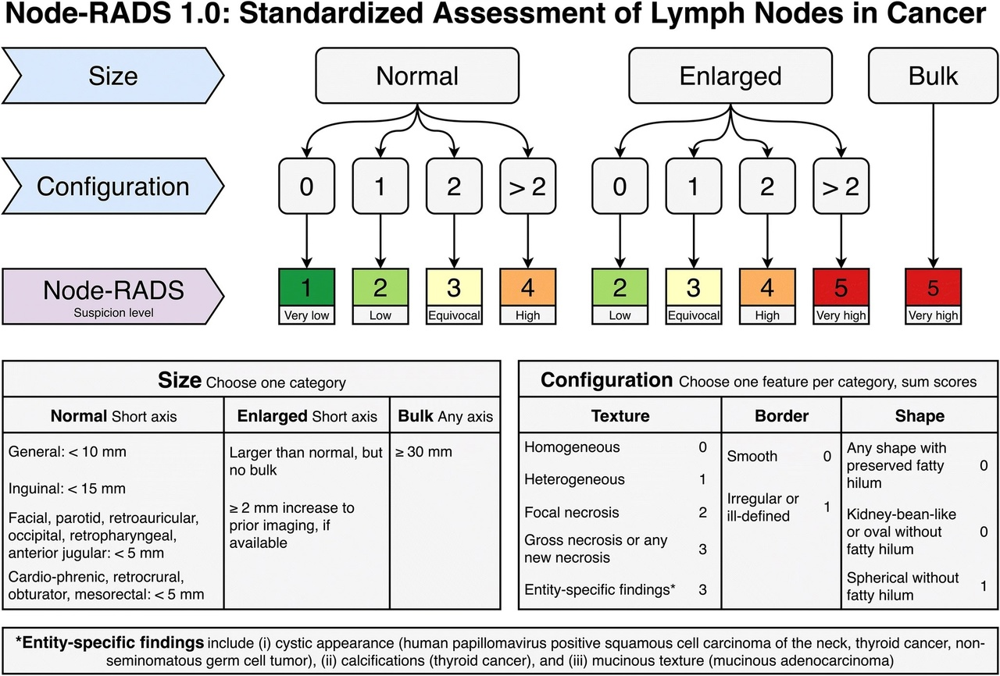 Node-RADS 1.0: Standardized Assessment of Lymph Nodes in Cancer
Size
Normal
Enlarged
Bulk
Configuration
0
1
2
> 2
0
1
2
> 2
Node-RADS
Suspicion level
1
2
3
4
2
3
4
5
5
Very low
Low
Equivocal
High
Low
Equivocal
High
Very high
Very high
Size Choose one category
Normal Short axis
Enlarged Short axis
Bulk Any axis
General: < 10 mm
Inguinal: < 15 mm
Facial, parotid, retroauricular,
occipital, retropharyngeal,
anterior jugular: < 5 mm
Cardio-phrenic, retrocrural,
obturator, mesorectal: < 5 mm
Larger than normal, but
no bulk
≥ 2 mm increase to
prior imaging, if
available
≥ 30 mm
Configuration Choose one feature per category, sum scores
Texture
Border
Shape
Homogeneous 0
Heterogeneous 1
Focal necrosis 2
Gross necrosis or any
new necrosis 3
Entity-specific findings* 3
Smooth 0
Irregular or
ill-defined 1
Any shape with
preserved fatty 0
hilum
Kidney-bean-like
or oval without 0
fatty hilum
Spherical without
fatty hilum 1
*Entity-specific findings include (i) cystic appearance (human papillomavirus positive squamous cell carcinoma of the neck, thyroid cancer, non-
seminomatous germ cell tumor), (ii) calcifications (thyroid cancer), and (iii) mucinous texture (mucinous adenocarcinoma)